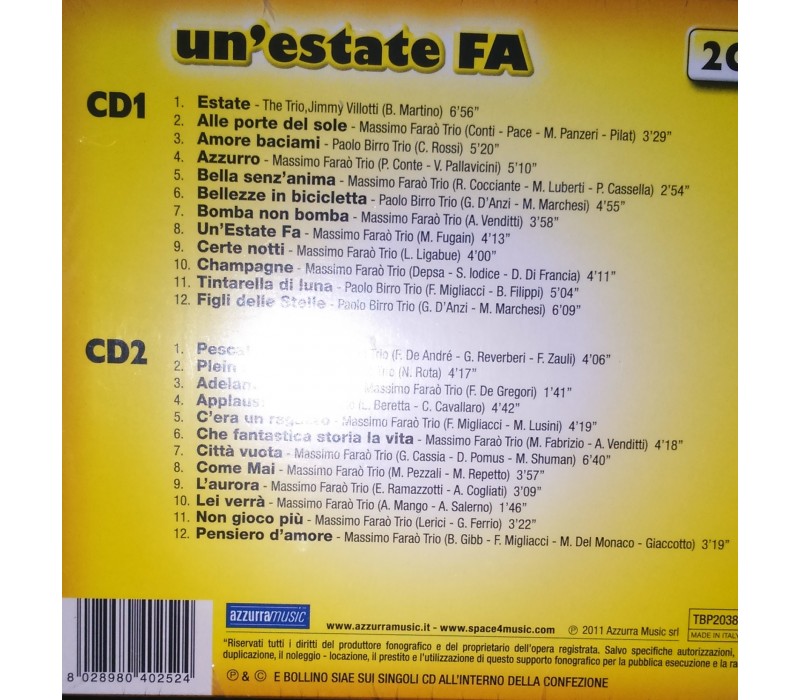 un'estate FA
2
CD1
1. Estate - The Trio,Jimmy Villotti (B. Martino) 6'56"
2. Alle porte del sole - Massimo Faraò Trio (Conti - Pace - M. Panzeri - Pilat) 3'29"
3. Amore baciami - Paolo Birro Trio (C. Rossi) 5'20"
4. Azzurro - Massimo Faraò Trio (P. Conte - V. Pallavicini) 5'10"
5. Bella senz'anima - Massimo Faraò Trio (R. Cocciante - M. Luberti - P. Cassella) 2'54"
6. Bellezze in bicicletta - Paolo Birro Trio (G. D'Anzi - M. Marchesi) 4'55"
7. Bomba non bomba - Massimo Faraò Trio (A. Venditti) 3'58"
8. Un'Estate Fa - Massimo Faraò Trio (M. Fugain) 4'13"
9. Certe notti - Massimo Faraò Trio (L. Ligabue) 4'00"
10. Champagne - Massimo Faraò Trio (Depsa - S. Iodice - D. Di Francia) 4'11"
11. Tintarella di luna - Paolo Birro Trio (F. Migliacci - B. Filippi) 5'04"
12. Figli delle Stelle - Paolo Birro Trio (G. D'Anzi - M. Marchesi) 6'09"
CD2
1. Trio (F. De André - G. Reverberi - F. Zauli) 4'06"
2. Plein (N. Rota) 4'17"
3. Massimo Faraò Trio (F. De Gregori) 1'41"
4. (L. Beretta - C. Cavallaro) 4'42"
5. C'era un ragazzo - Massimo Faraò Trio (F. Migliacci - M. Lusini) 4'19"
6. Che fantastica storia la vita - Massimo Faraò Trio (M. Fabrizio - A. Venditti) 4'18"
7. Città vuota - Massimo Faraò Trio (G. Cassia - D. Pomus - M. Shuman) 6'40"
8. Come Mai - Massimo Faraò Trio (M. Pezzali - M. Repetto) 3'57"
9. L'aurora - Massimo Faraò Trio (E. Ramazzotti - A. Cogliati) 3'09"
10. Lei verrà - Massimo Faraò Trio (A. Mango - A. Salerno) 1'46"
11. Non gioco più - Massimo Faraò Trio (Lerici - G. Ferrio) 3'22"
12. Pensiero d'amore - Massimo Faraò Trio (B. Gibb - F. Migliacci - M. Del Monaco - Giaccotto) 3'19"
azzurramusic
www.azzurramusic.it - www.space4music.com ℗ 2011 Azzurra Music srl
TBP2038
MADE IN ITALY
"Riservati tutti i diritti del produttore fonografico e del proprietario dell'opera registrata. Salvo specifiche autorizzazioni,
duplicazione, il noleggio - locazione, il prestito e l'utilizzazione di questo supporto fonografico per la pubblica esecuzione e la
℗ & © E BOLLINO SIAE SUI SINGOLI CD ALL'INTERNO DELLA CONFEZIONE
8 028980 402524